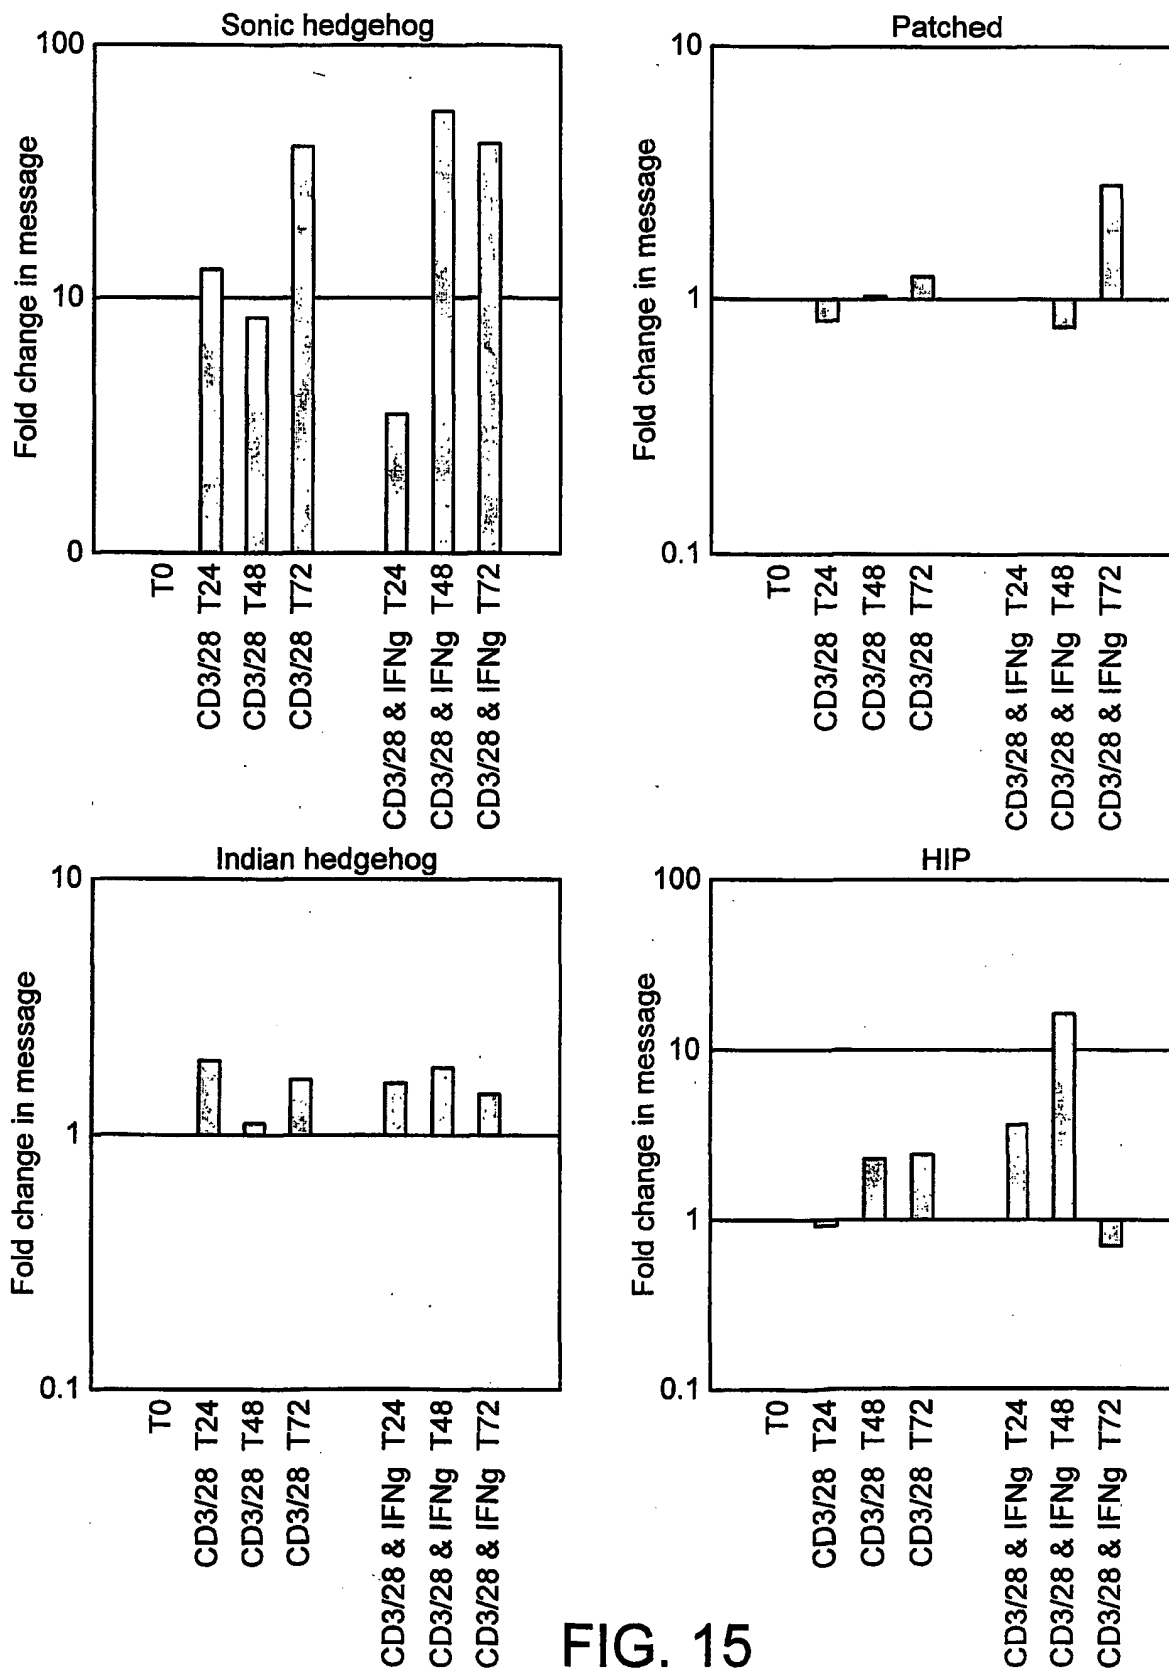 Sonic hedgehog
100
10
0
Fold change in message
T0
CD3/28 T24
CD3/28 T48
CD3/28 T72
CD3/28 & IFNg T24
CD3/28 & IFNg T48
CD3/28 & IFNg T72
Patched
10
1
0.1
Fold change in message
T0
CD3/28 T24
CD3/28 T48
CD3/28 T72
CD3/28 & IFNg T24
CD3/28 & IFNg T48
CD3/28 & IFNg T72
Indian hedgehog
10
1
0.1
Fold change in message
T0
CD3/28 T24
CD3/28 T48
CD3/28 T72
CD3/28 & IFNg T24
CD3/28 & IFNg T48
CD3/28 & IFNg T72
HIP
100
10
1
0.1
Fold change in message
T0
CD3/28 T24
CD3/28 T48
CD3/28 T72
CD3/28 & IFNg T24
CD3/28 & IFNg T48
CD3/28 & IFNg T72
FIG. 15